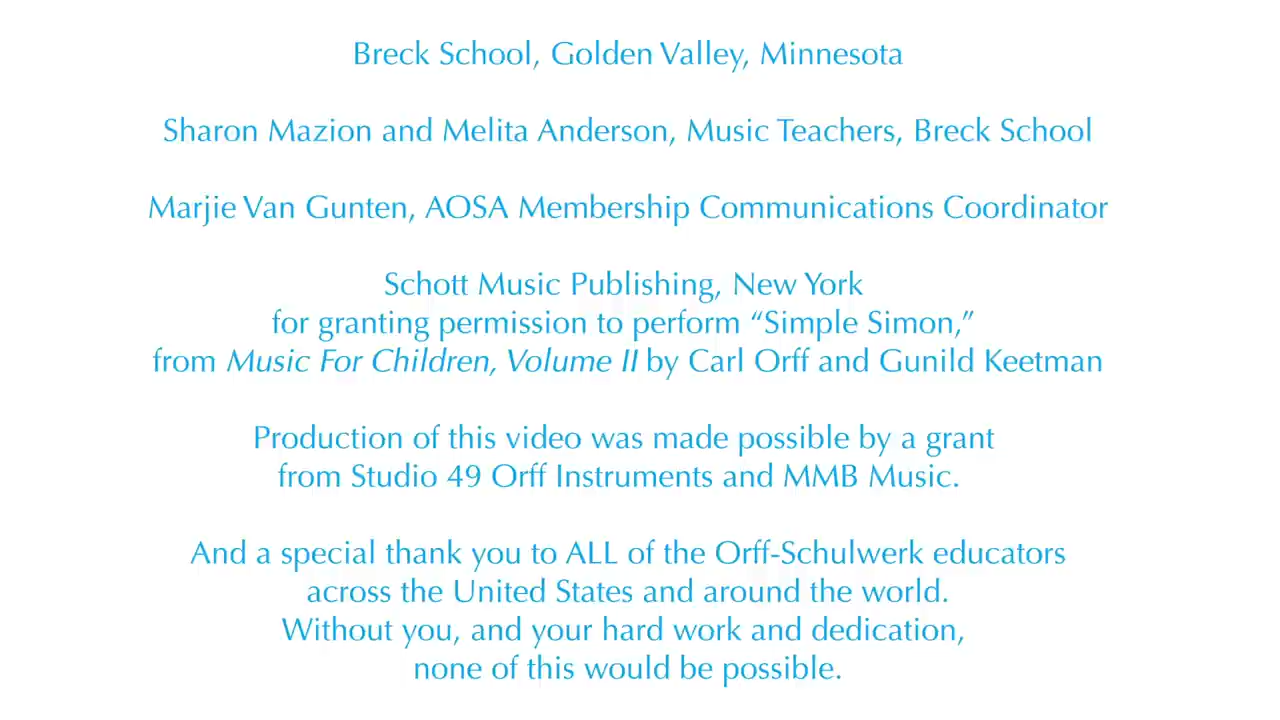 Breck School, Golden Valley, Minnesota
Sharon Mazion and Melita Anderson, Music Teachers, Breck School
Marjie Van Gunten, AOSA Membership Communications Coordinator
Schott Music Publishing, New York
for granting permission to perform “Simple Simon,”
from Music For Children, Volume II by Carl Orff and Gunild Keetman
Production of this video was made possible by a grant
from Studio 49 Orff Instruments and MMB Music.
And a special thank you to ALL of the Orff-Schulwerk educators
across the United States and around the world.
Without you, and your hard work and dedication,
none of this would be possible.